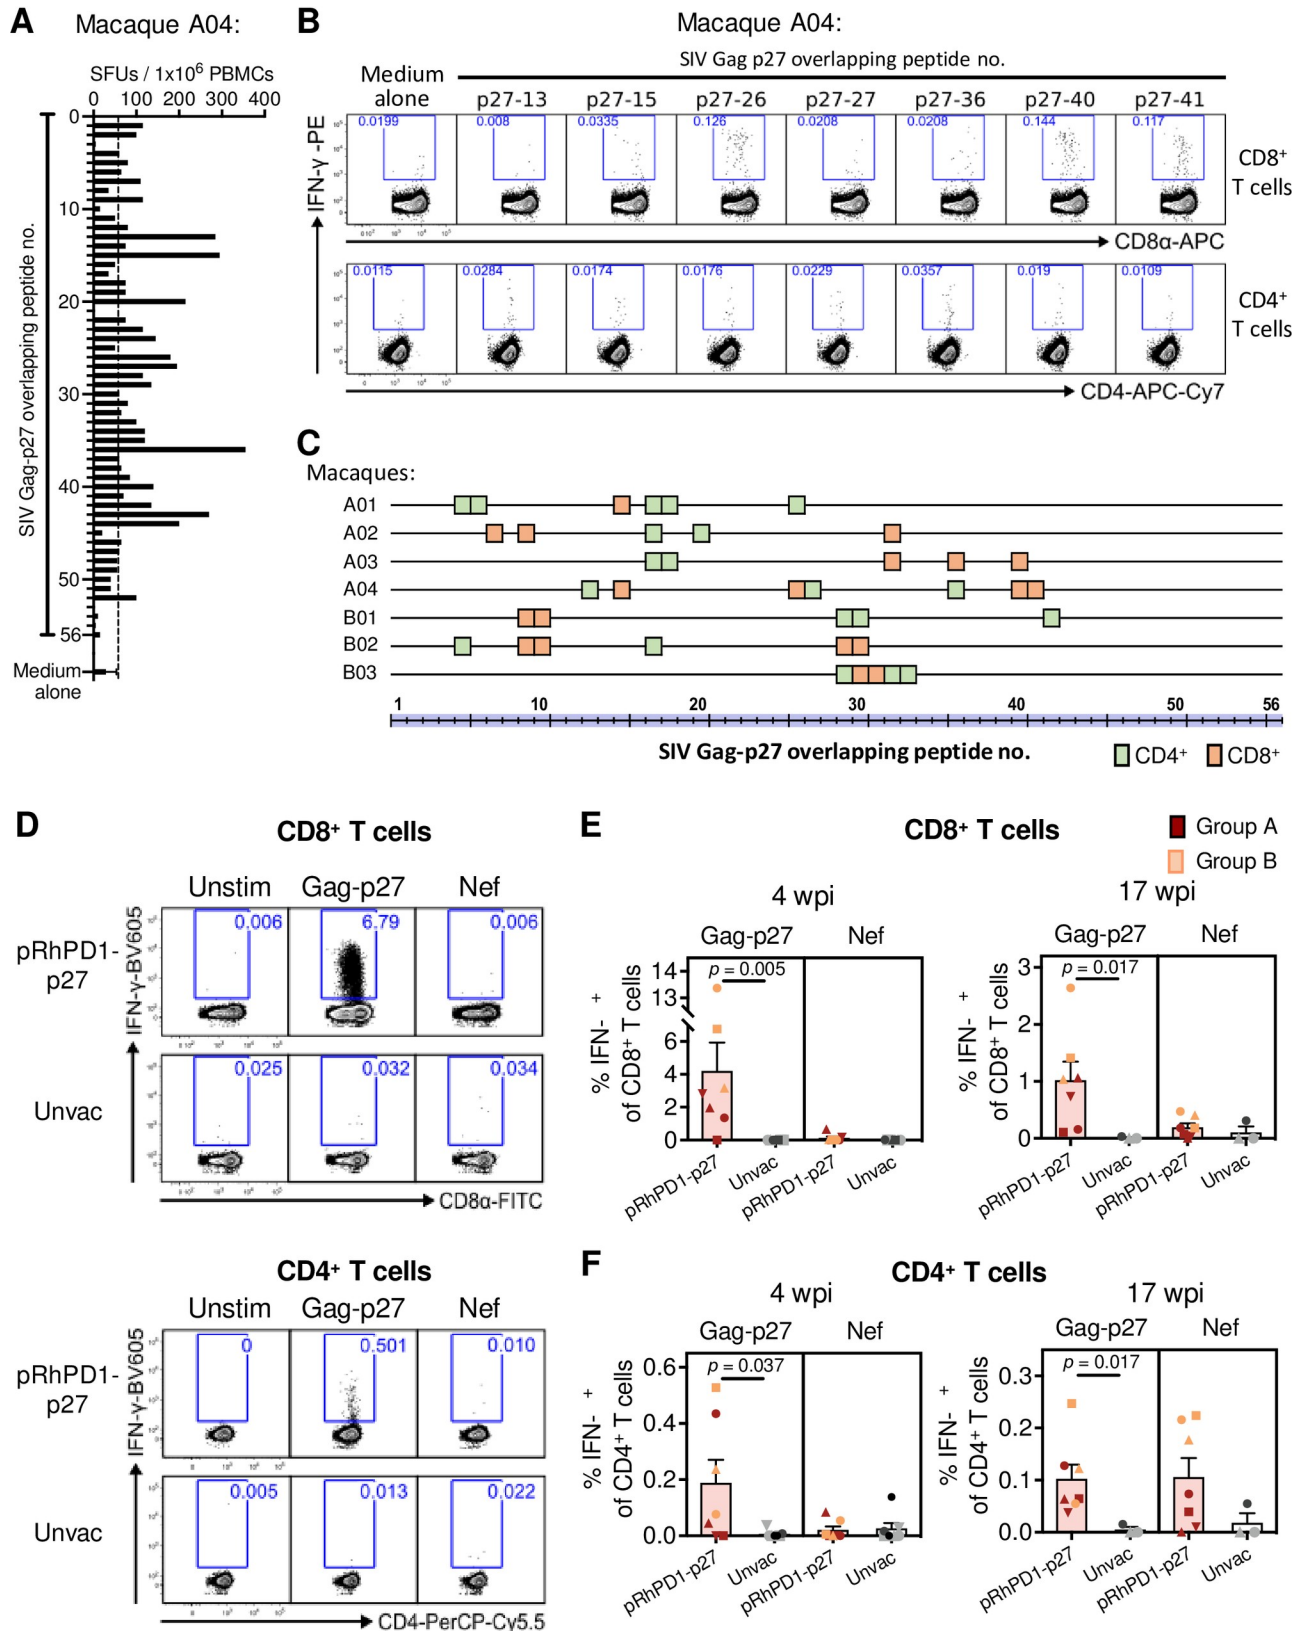 A
Macaque A04:
SFUs / 1x10⁶ PBMCs
0 100 200 300 400
0
10
20
30
40
50
56
Medium
alone
SIV Gag-p27 overlapping peptide no.
B
Macaque A04:
SIV Gag p27 overlapping peptide no.
Medium
alone
p27-13 p27-15 p27-26 p27-27 p27-36 p27-40 p27-41
0.0199 0.008 0.0335 0.126 0.0208 0.0208 0.144 0.117
CD8⁺
T cells
IFN-γ -PE
CD8α-APC
0.0115 0.0284 0.0174 0.0176 0.0229 0.0357 0.019 0.0109
CD4⁺
T cells
CD4-APC-Cy7
C
Macaques:
A01
A02
A03
A04
B01
B02
B03
1 10 20 30 40 50 56
SIV Gag-p27 overlapping peptide no.
CD4⁺ CD8⁺
D
CD8⁺ T cells
Unstim Gag-p27 Nef
pRhPD1-
p27
0.006 6.79 0.006
IFN-γ-BV605
Unvac
0.025 0.032 0.034
CD8α-FITC
CD4⁺ T cells
Unstim Gag-p27 Nef
pRhPD1-
p27
0 0.501 0.010
IFN-γ-BV605
Unvac
0.005 0.013 0.022
CD4-PerCP-Cy5.5
E
CD8⁺ T cells
Group A
Group B
4 wpi
Gag-p27 Nef
p = 0.005
% IFN- +
of CD8⁺ T cells
14
13
6
4
2
0
pRhPD1-p27 Unvac pRhPD1-p27 Unvac
17 wpi
Gag-p27 Nef
p = 0.017
% IFN- +
of CD8⁺ T cells
3
2
1
0
pRhPD1-p27 Unvac pRhPD1-p27 Unvac
F
CD4⁺ T cells
4 wpi
Gag-p27 Nef
p = 0.037
% IFN- +
of CD4⁺ T cells
0.6
0.4
0.2
0.0
pRhPD1-p27 Unvac pRhPD1-p27 Unvac
17 wpi
Gag-p27 Nef
p = 0.017
% IFN- +
of CD4⁺ T cells
0.3
0.2
0.1
0.0
pRhPD1-p27 Unvac pRhPD1-p27 Unvac